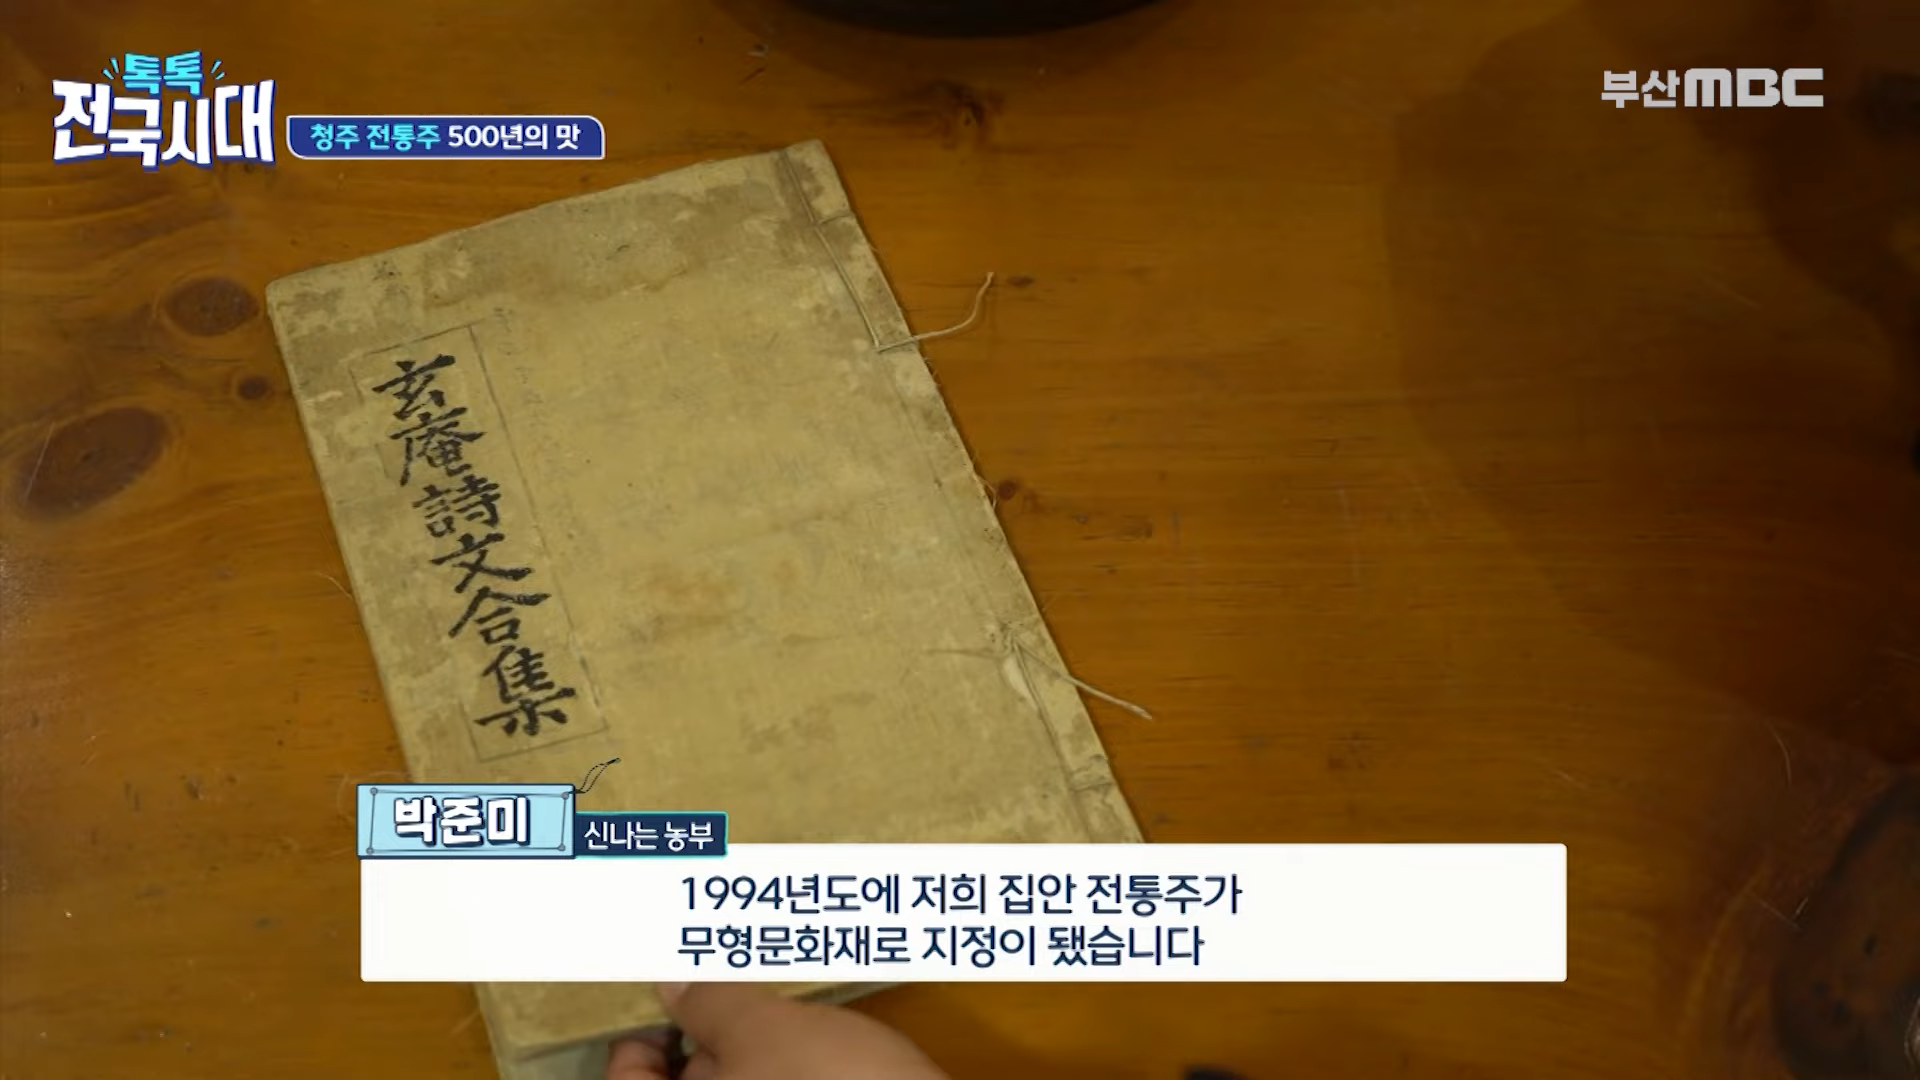 톡톡
전국시대
청주 전통주 500년의 맛
부산MBC
玄庵詩文合集
박준미
신나는 농부
1994년도에 저희 집안 전통주가
무형문화재로 지정이 됐습니다